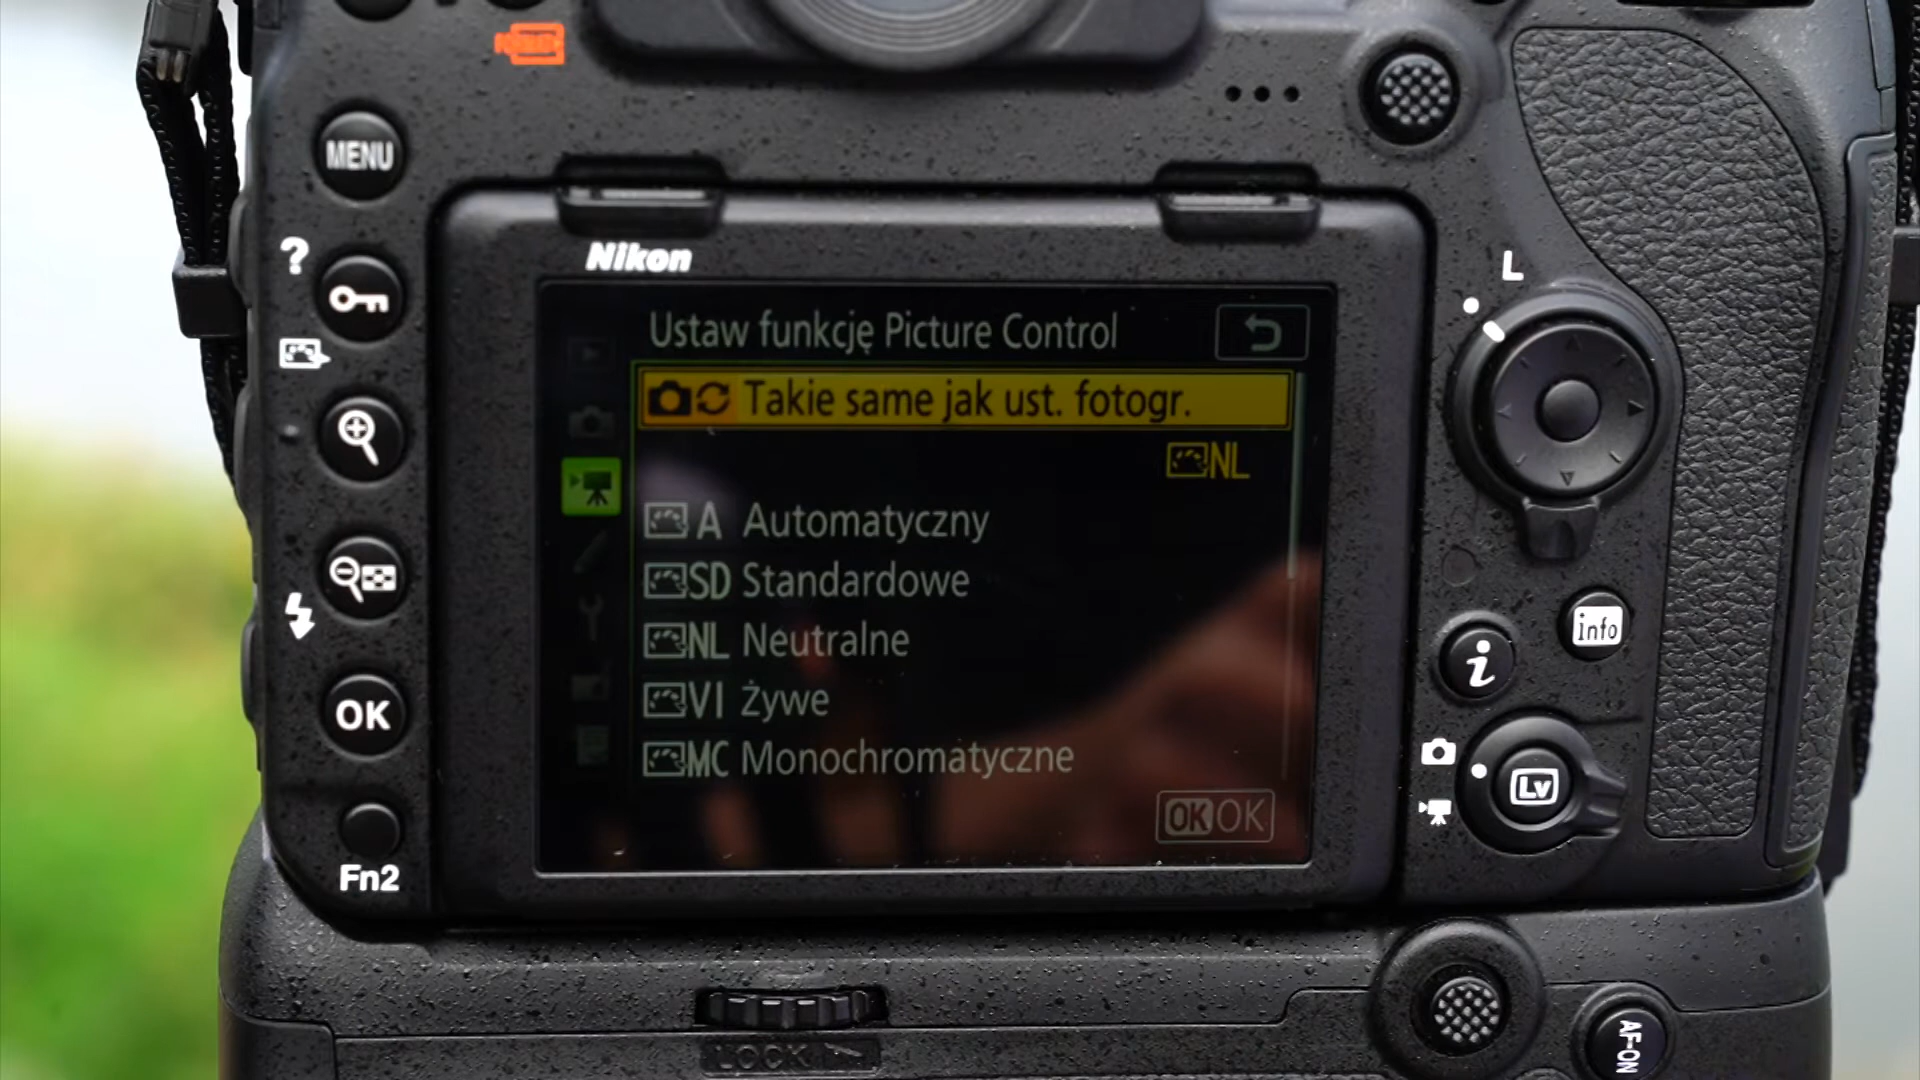 MENU
?
Nikon
L
Ustaw funkcję Picture Control
Takie same jak ust. fotogr.
NL
A Automatyczny
SD Standardowe
NL Neutralne
VI Żywe
MC Monochromatyczne
OK OK
OK
Fn2
info
i
Lv
LOCK
AF-ON